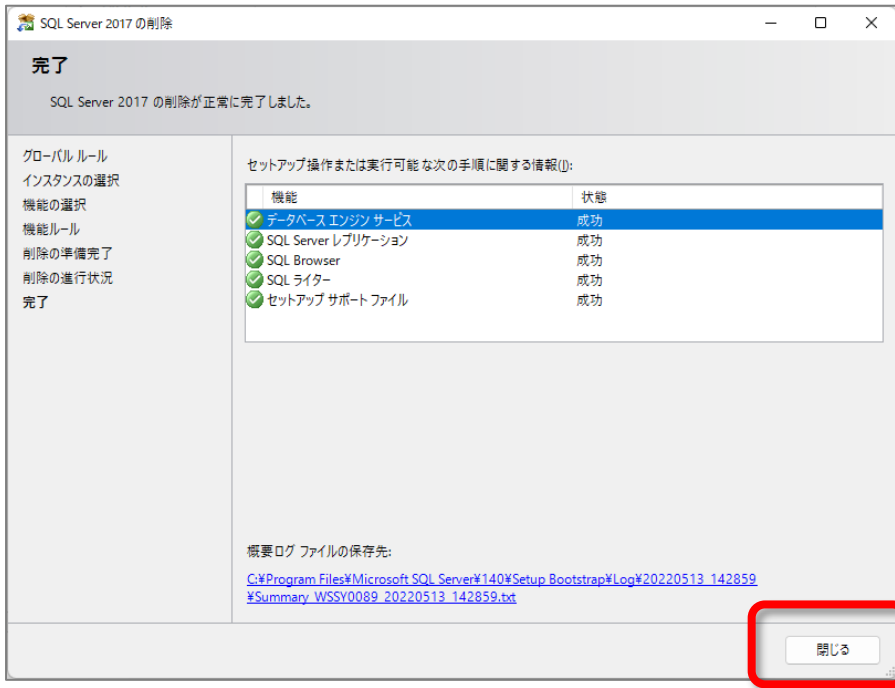 SQL Server 2017 の削除
完了
SQL Server 2017 の削除が正常に完了しました。
グローバル ルール
インスタンスの選択
機能の選択
機能ルール
削除の準備完了
削除の進行状況
完了
セットアップ操作または実行可能な次の手順に関する情報(I):
機能 状態
データベース エンジン サービス 成功
SQL Server レプリケーション 成功
SQL Browser 成功
SQL ライター 成功
セットアップ サポート ファイル 成功
概要ログ ファイルの保存先:
C:¥Program Files¥Microsoft SQL Server¥140¥Setup Bootstrap¥Log¥20220513_142859
¥Summary_WSSY0089_20220513_142859.txt
閉じる